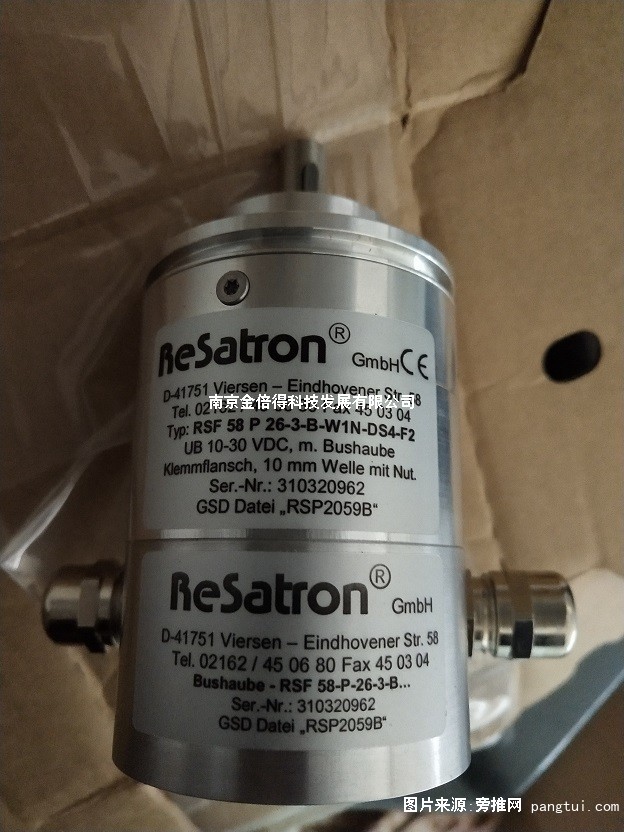 ReSatron® GmbH CE
D-41751 Viersen – Eindhovener Str. 58
南京金倍得科技发展有限公司
Tel. 02162 Fax 45 03 04
Typ: RSF 58 P 26-3-B-W1N-DS4-F2
UB 10-30 VDC, m. Bushaube
Klemmflansch, 10 mm Welle mit Nut.
Ser.-Nr.: 310320962
GSD Datei „RSP2059B“
ReSatron® GmbH
D-41751 Viersen – Eindhovener Str. 58
Tel. 02162 / 45 06 80 Fax 45 03 04
Bushaube - RSF 58-P-26-3-B...
Ser.-Nr.: 310320962
GSD Datei „RSP2059B“
图片来源:旁推网 pangtui.com